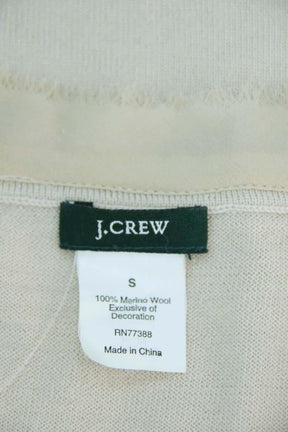 J.CREW
S
100% Merino Wool
Exclusive of
Decoration
RN77388
Made in China